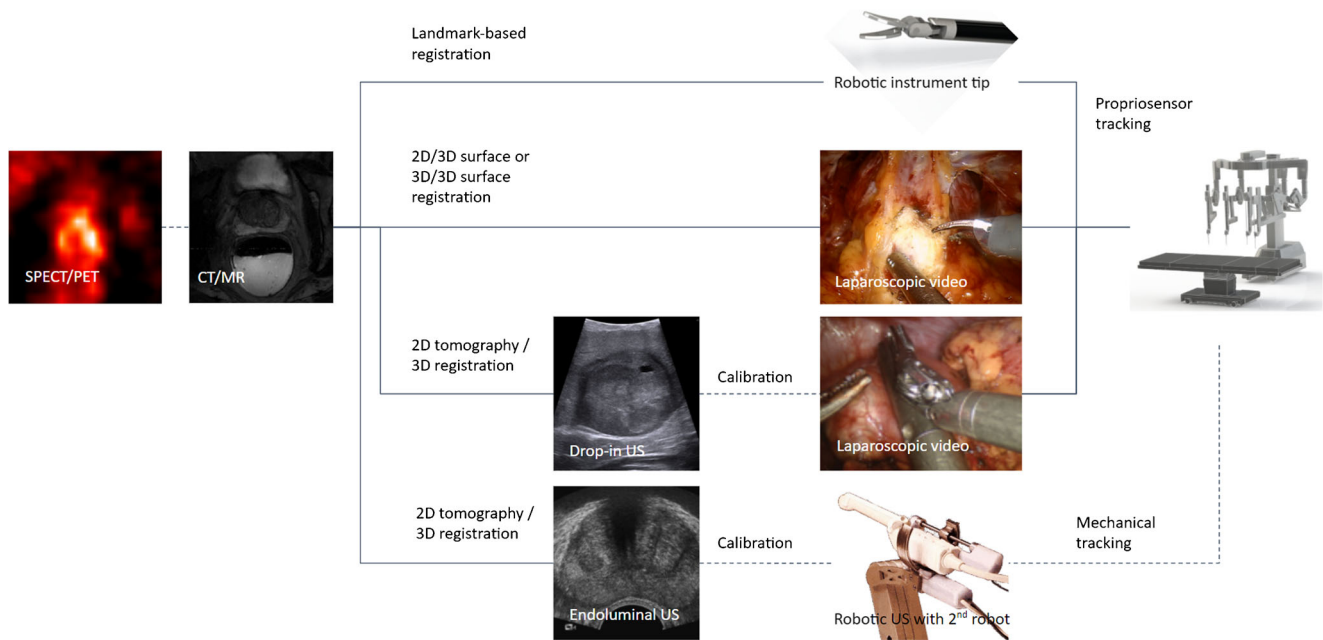 Landmark-based
registration
Robotic instrument tip
Propriosensor
tracking
2D/3D surface or
3D/3D surface
registration
SPECT/PET
CT/MR
Laparoscopic video
2D tomography /
3D registration
Calibration
Drop-in US
Laparoscopic video
2D tomography /
3D registration
Calibration
Mechanical
tracking
Endoluminal US
Robotic US with 2nd robot